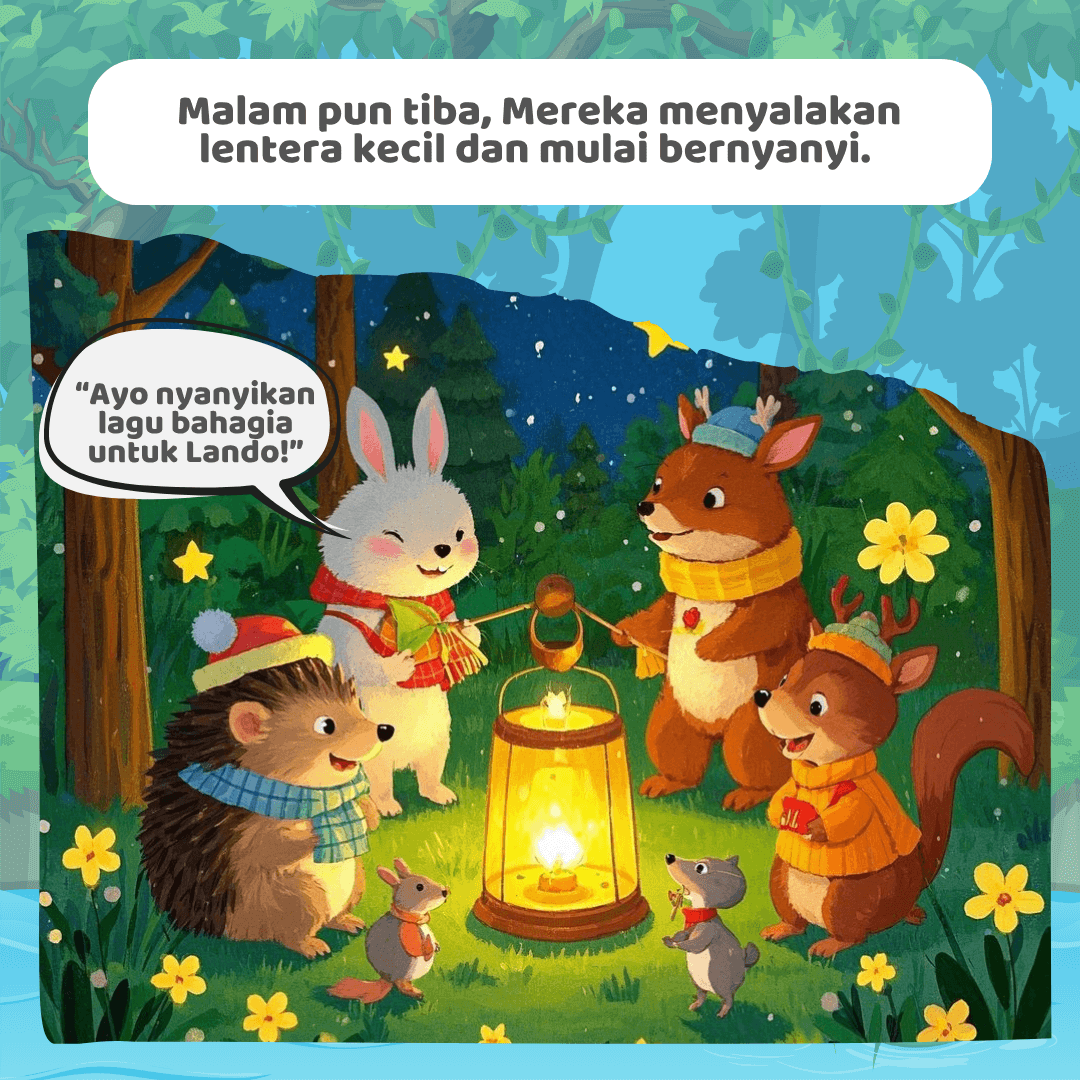 Malam pun tiba, Mereka menyalakan
lentera kecil dan mulai bernyanyi.
“Ayo nyanyikan
lagu bahagia
untuk Lando!”